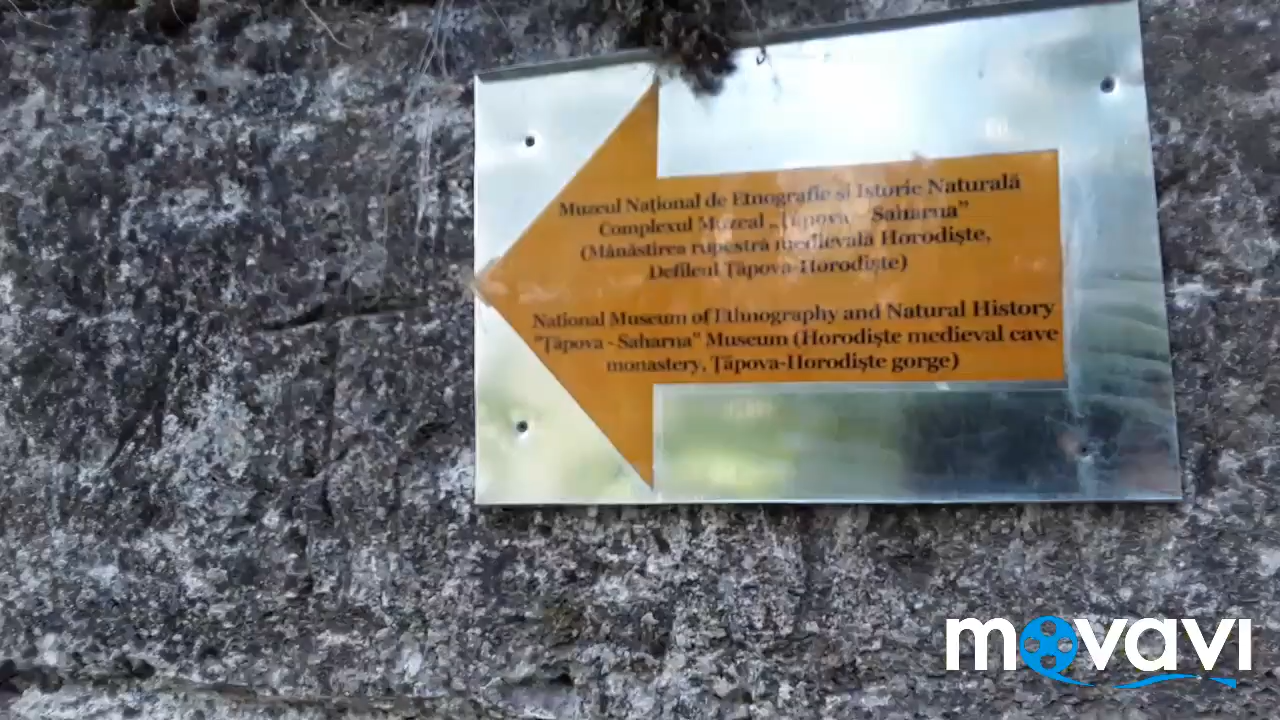 Muzeul Național de Etnografie și Istorie Naturală
Complexul Muzeal „Țăpova - Saharna”
(Mănăstirea rupestră medievală Horodiște,
Defileul Țăpova-Horodiște)
National Museum of Ethnography and Natural History
"Țăpova - Saharna" Museum (Horodiște medieval cave
monastery, Țăpova-Horodiște gorge)
movavi